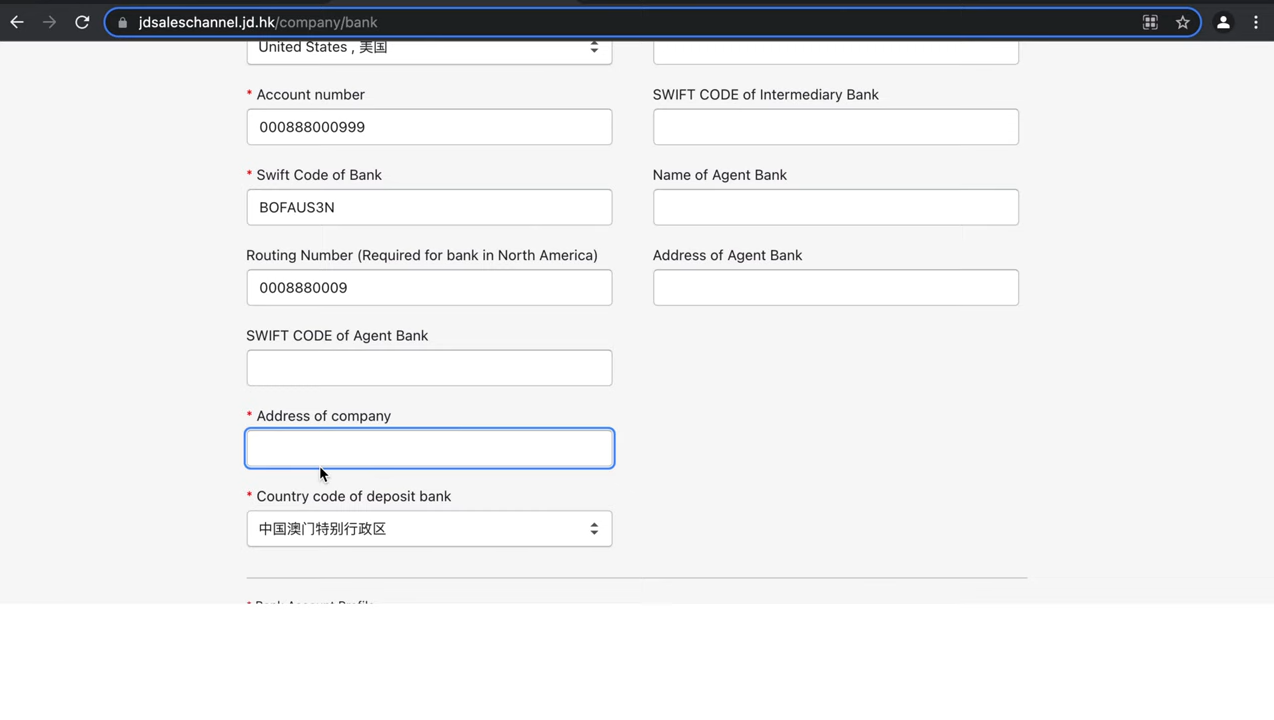 jdsaleschannel.jd.hk/company/bank
United States , 美国
* Account number
000888000999
SWIFT CODE of Intermediary Bank
* Swift Code of Bank
BOFAUS3N
Name of Agent Bank
Routing Number (Required for bank in North America)
0008880009
Address of Agent Bank
SWIFT CODE of Agent Bank
* Address of company
* Country code of deposit bank
中国澳门特别行政区
* Bank Account Profile